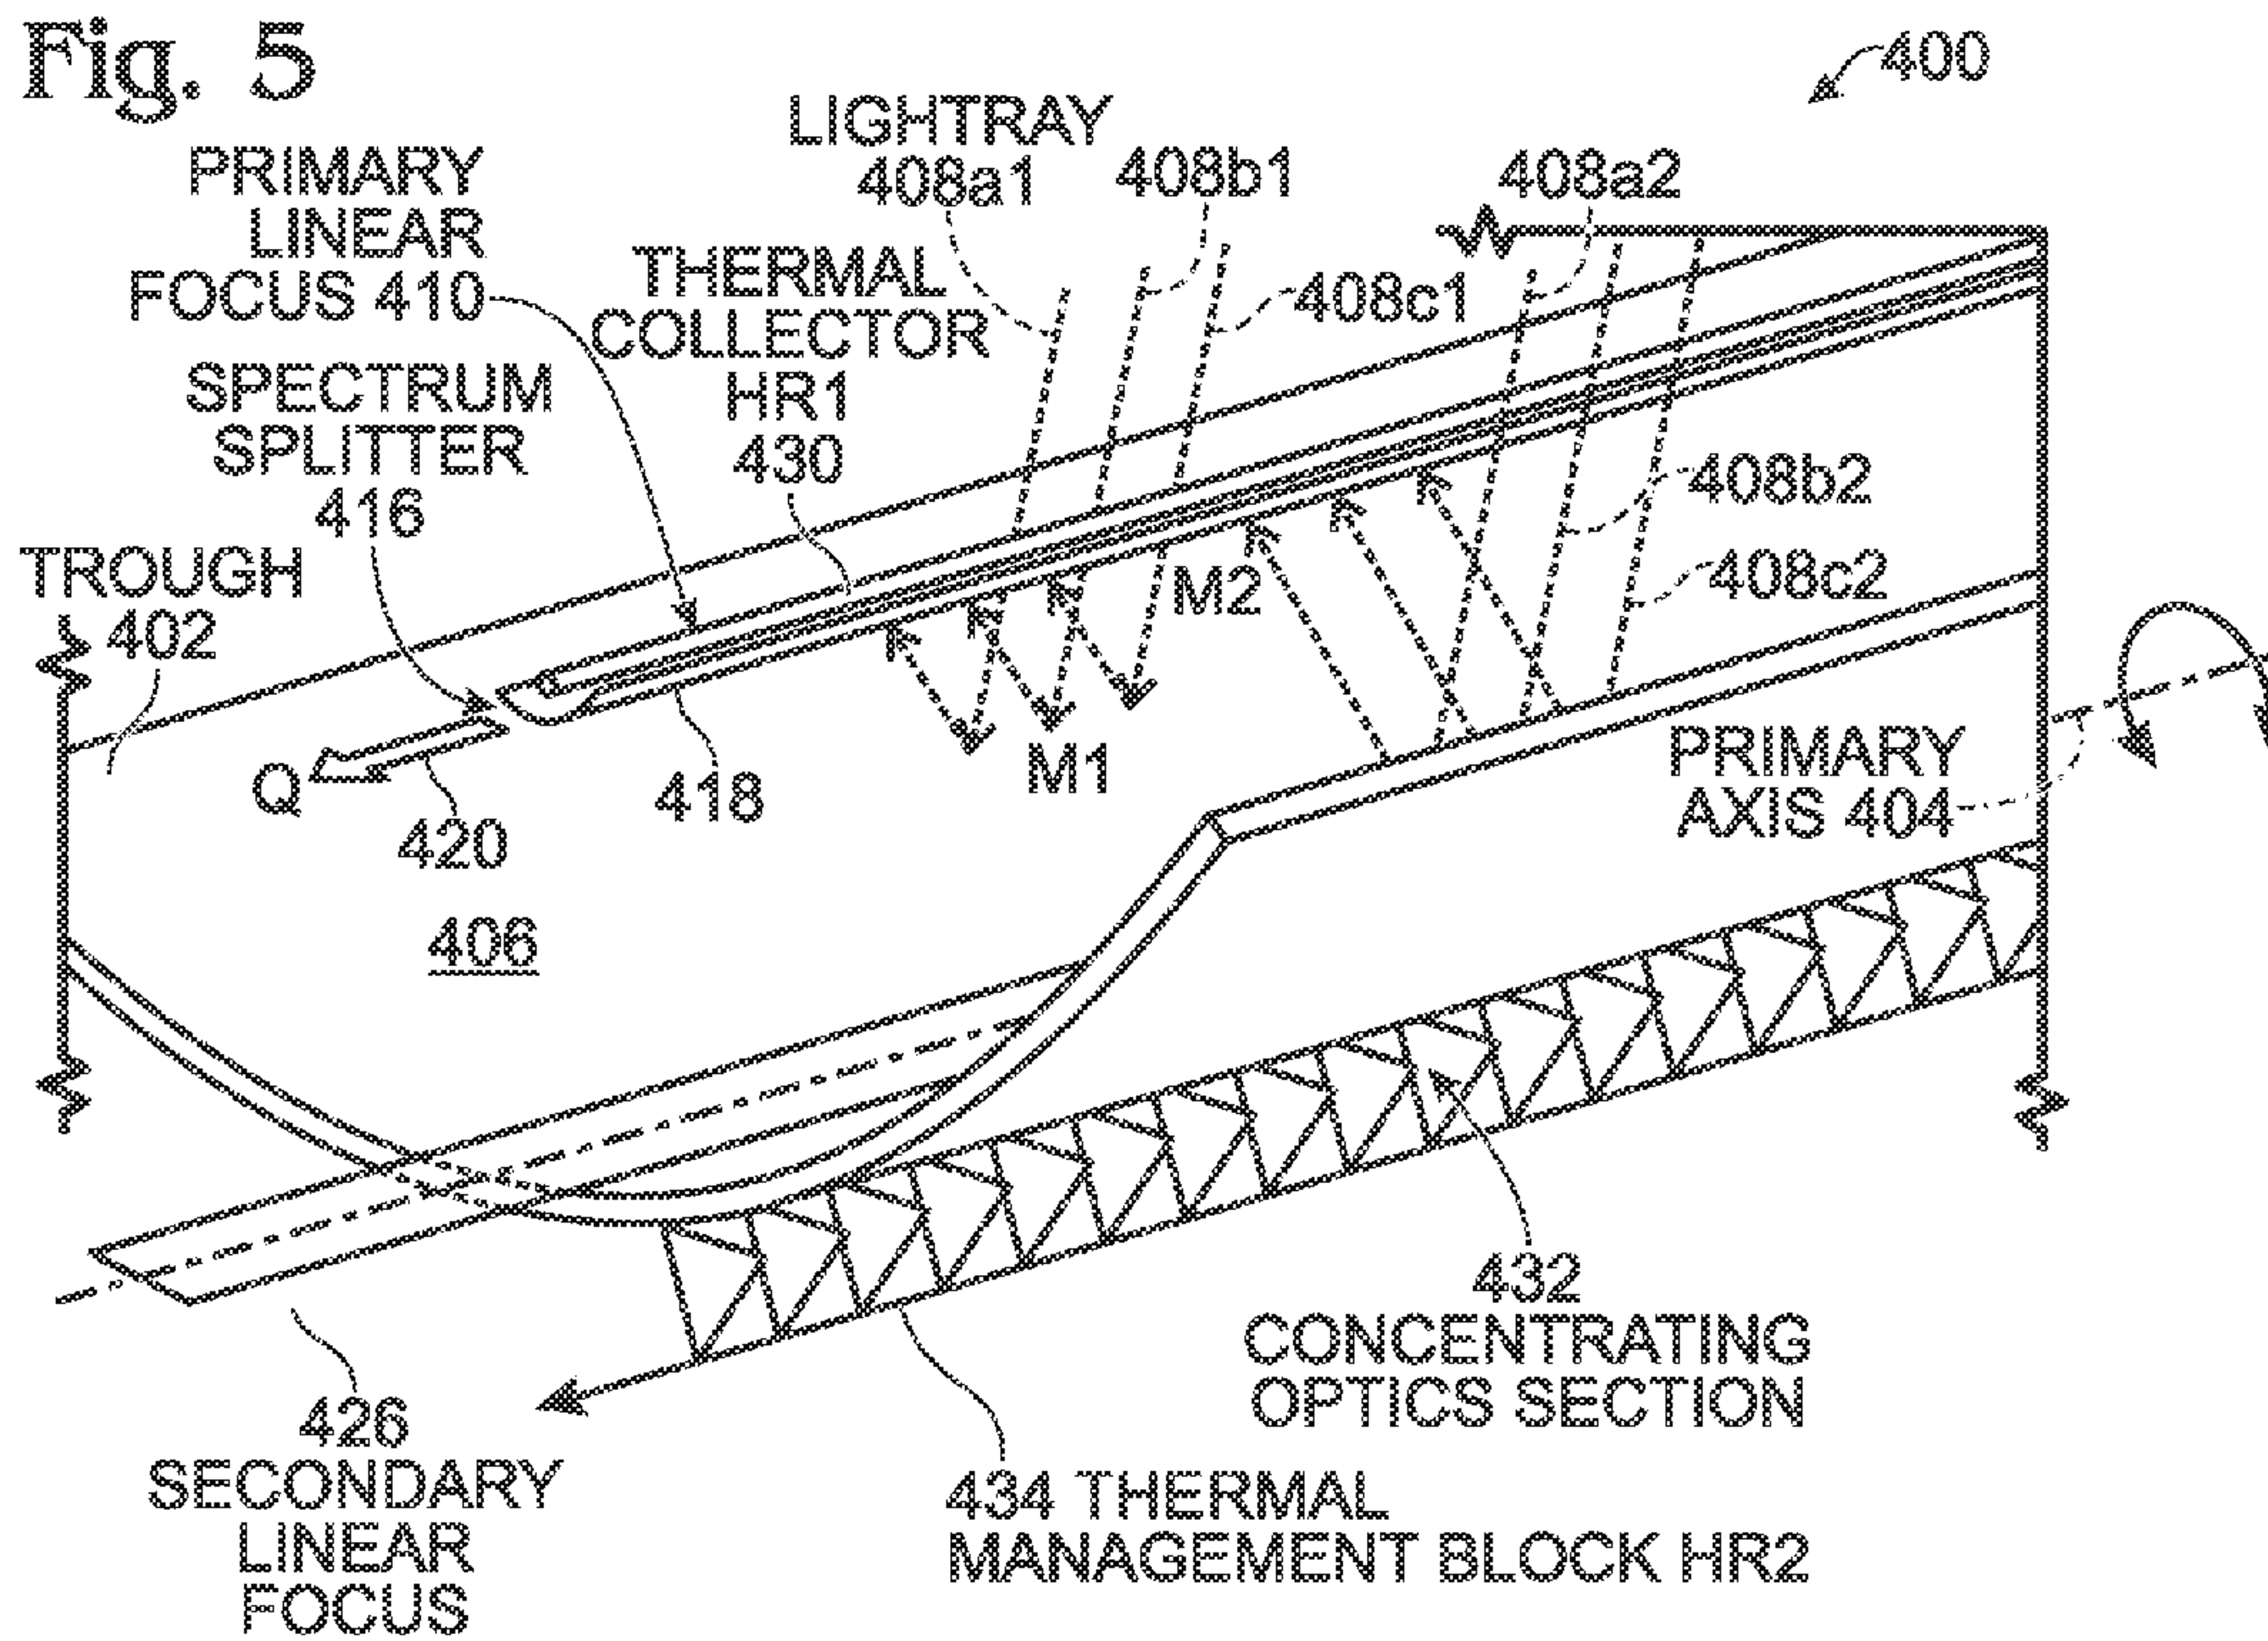 Fig. 5
400
LIGHTRAY
408a1
408b1
408a2
PRIMARY
LINEAR
FOCUS 410
THERMAL
COLLECTOR
HR1
430
408c1
SPECTRUM
SPLITTER
416
408b2
TROUGH
402
M2
408c2
Q
420
418
M1
PRIMARY
AXIS 404
406
432
CONCENTRATING
OPTICS SECTION
426
SECONDARY
LINEAR
FOCUS
434 THERMAL
MANAGEMENT BLOCK HR2